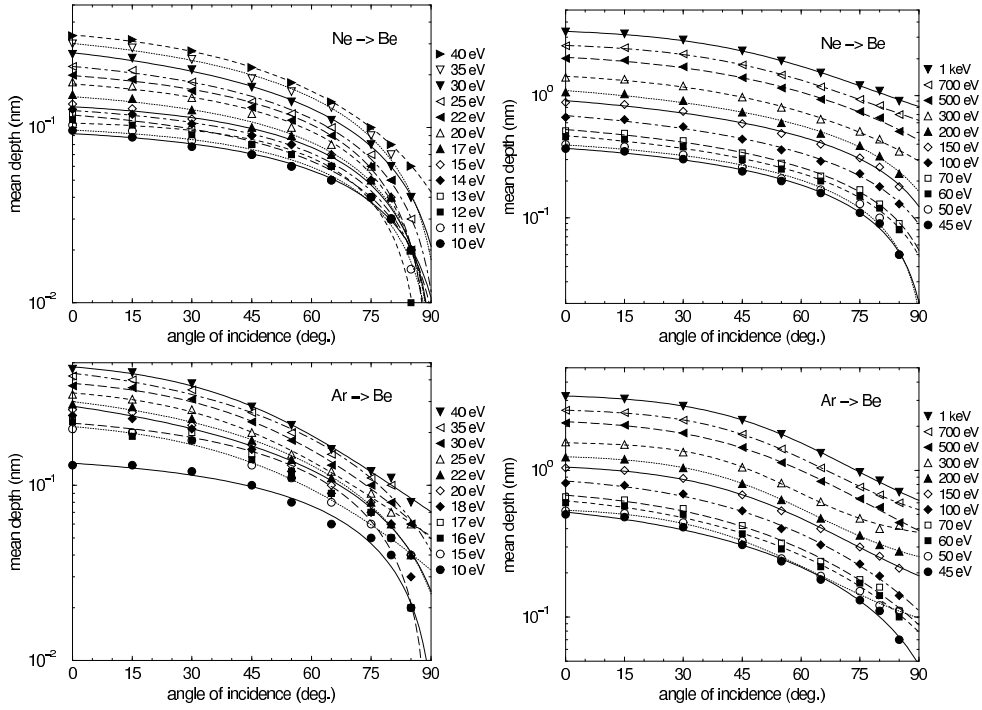 Ne -> Be
mean depth (nm)
10⁻¹
10⁻²
0 15 30 45 60 75 90
angle of incidence (deg.)
40 eV
35 eV
30 eV
25 eV
22 eV
20 eV
17 eV
15 eV
14 eV
13 eV
12 eV
11 eV
10 eV
Ne -> Be
mean depth (nm)
10⁰
10⁻¹
0 15 30 45 60 75 90
angle of incidence (deg.)
1 keV
700 eV
500 eV
300 eV
200 eV
150 eV
100 eV
70 eV
60 eV
50 eV
45 eV
Ar -> Be
mean depth (nm)
10⁻¹
10⁻²
0 15 30 45 60 75 90
angle of incidence (deg.)
40 eV
35 eV
30 eV
25 eV
22 eV
20 eV
18 eV
17 eV
16 eV
15 eV
10 eV
Ar -> Be
mean depth (nm)
10⁰
10⁻¹
0 15 30 45 60 75 90
angle of incidence (deg.)
1 keV
700 eV
500 eV
300 eV
200 eV
150 eV
100 eV
70 eV
60 eV
50 eV
45 eV